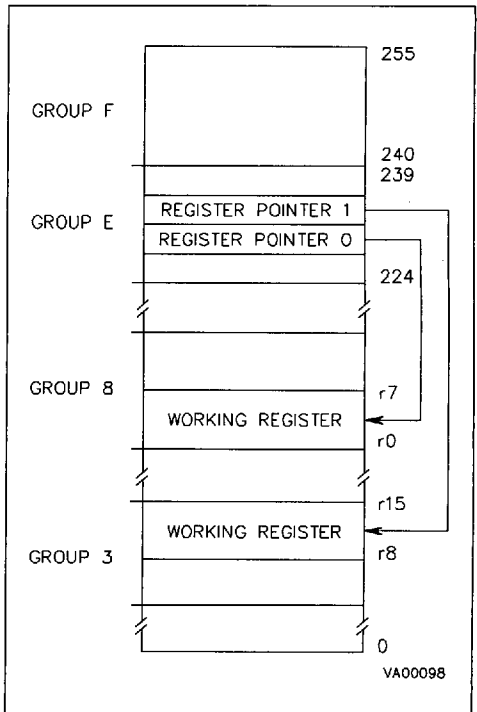 255
GROUP F
240
239
REGISTER POINTER 1
GROUP E
REGISTER POINTER 0
224
GROUP 8
r7
WORKING REGISTER
r0
r15
WORKING REGISTER
GROUP 3
r8
0
VA00098